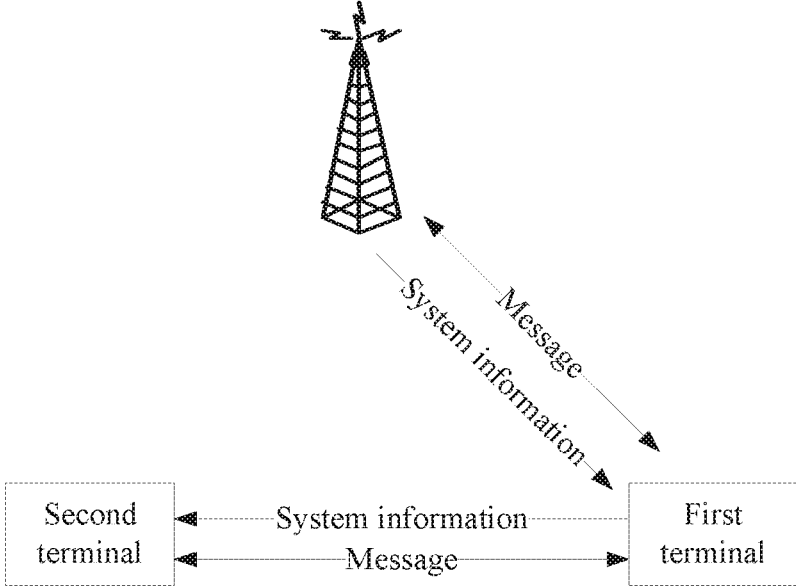 Message
System information
Second
terminal
System information
Message
First
terminal